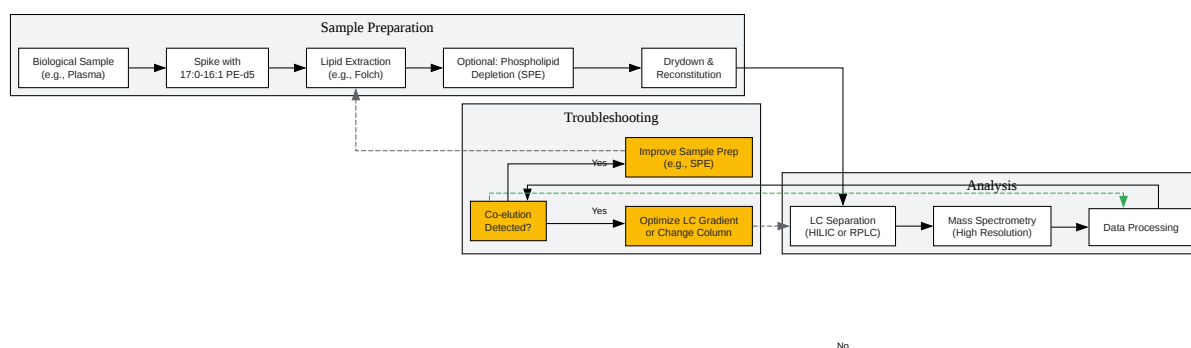 Sample Preparation
Biological Sample
(e.g., Plasma)
Spike with
17:0-16:1 PE-d5
Lipid Extraction
(e.g., Folch)
Optional: Phospholipid
Depletion (SPE)
Drydown &
Reconstitution
Troubleshooting
Improve Sample Prep
(e.g., SPE)
Yes
Co-elution
Detected?
Yes
Optimize LC Gradient
or Change Column
Analysis
LC Separation
(HILIC or RPLC)
Mass Spectrometry
(High Resolution)
Data Processing
No